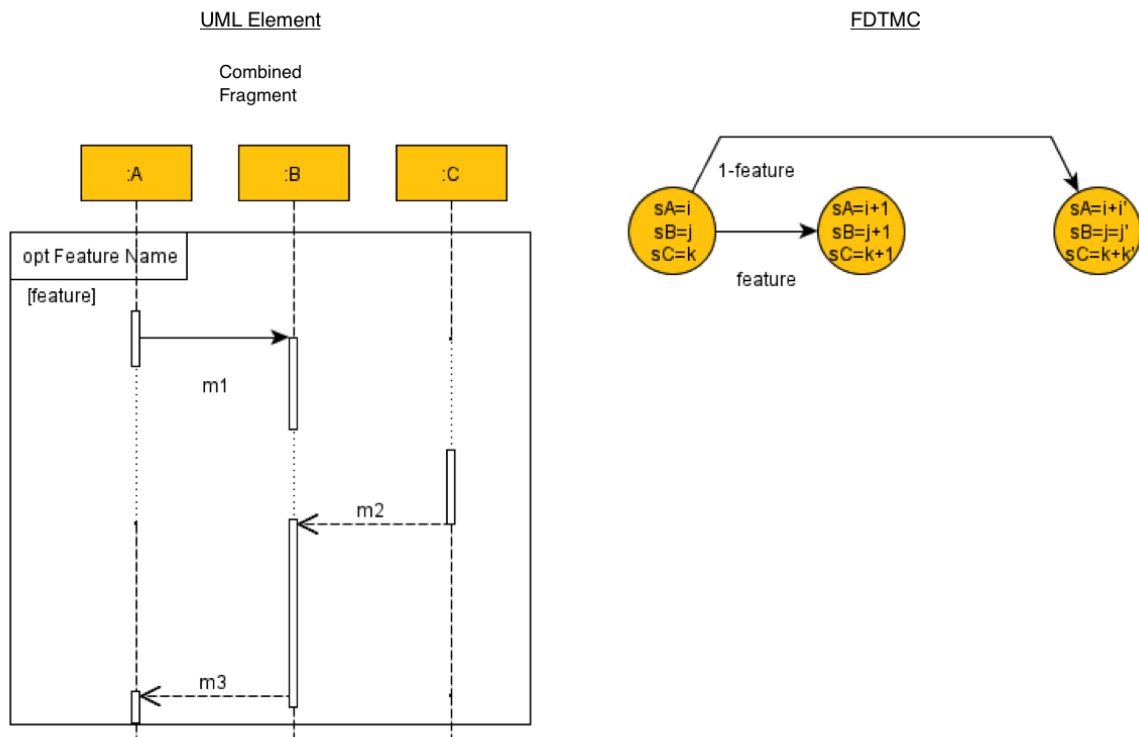 UML Element
FDTMC
Combined
Fragment
:A
:B
:C
opt Feature Name
[feature]
m1
m2
m3
1-feature
sA=i
sB=j
sC=k
feature
sA=i+1
sB=j+1
sC=k+1
sA=i+i'
sB=j=j'
sC=k+k'